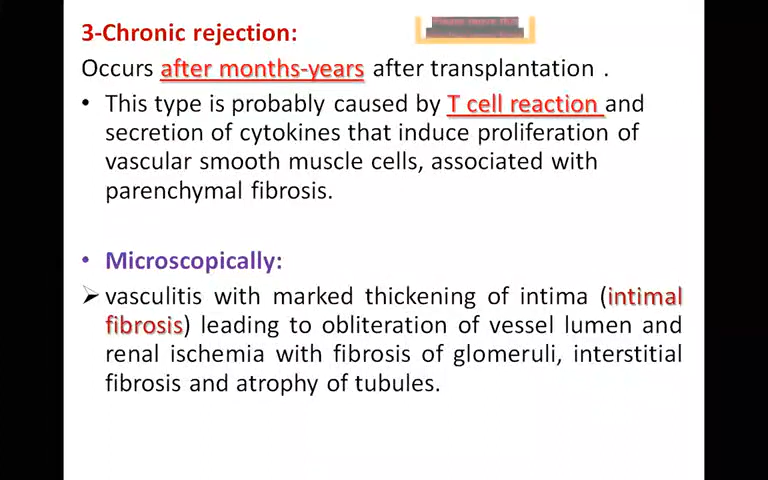 3-Chronic rejection:
Occurs after months-years after transplantation .
• This type is probably caused by T cell reaction and
secretion of cytokines that induce proliferation of
vascular smooth muscle cells, associated with
parenchymal fibrosis.
• Microscopically:
➢ vasculitis with marked thickening of intima (intimal
fibrosis) leading to obliteration of vessel lumen and
renal ischemia with fibrosis of glomeruli, interstitial
fibrosis and atrophy of tubules.